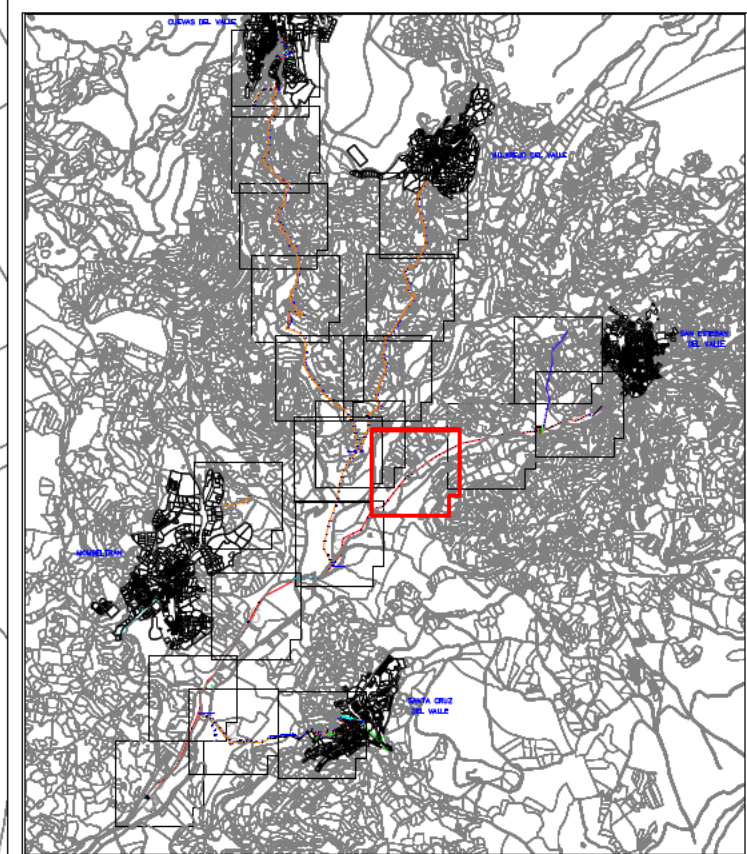 CUEVAS DEL VALLE
VILLAREJO DEL VALLE
SAN ESTEBAN
DEL VALLE
MOMBELTRAN
SANTA CRUZ
DEL VALLE